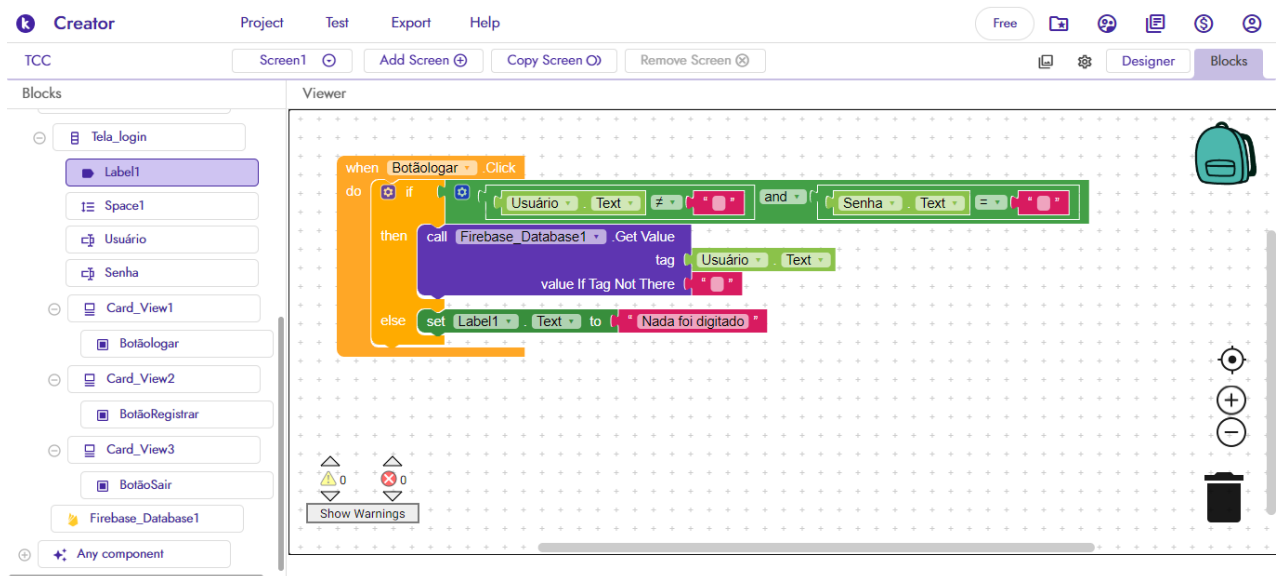 Creator Project Test Export Help Free
TCC Screen1 Add Screen Copy Screen Remove Screen Designer Blocks
Blocks Viewer
Tela_login
Label1
Space1
Usuário
Senha
Card_View1
Botãologar
Card_View2
BotãoRegistrar
Card_View3
BotãoSair
Firebase_Database1
Any component
when Botãologar .Click
do if Usuário . Text ≠ " " and Senha . Text = " "
then call Firebase_Database1 .Get Value
tag Usuário . Text
value If Tag Not There " "
else set Label1 . Text to " Nada foi digitado "
0 0
Show Warnings